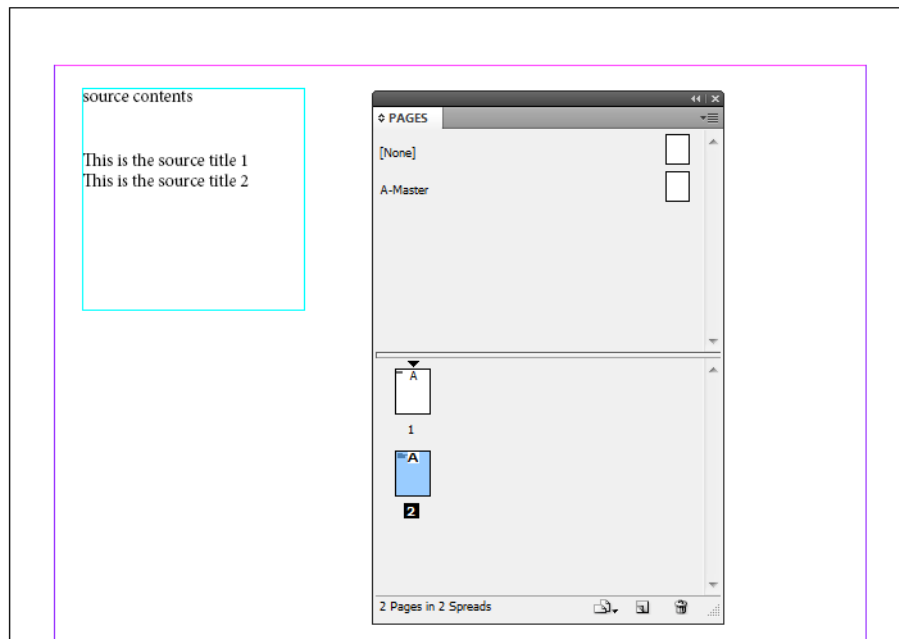 source contents
This is the source title 1
This is the source title 2
PAGES
[None]
A-Master
A
1
A
2
2 Pages in 2 Spreads